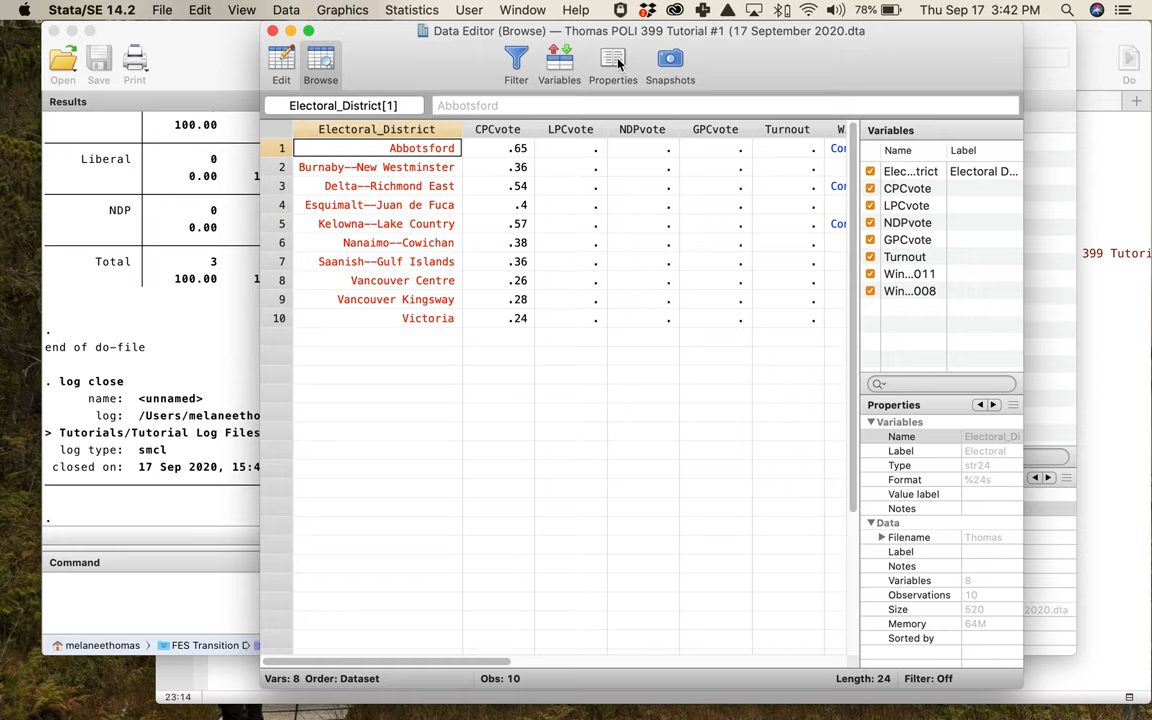 Stata/SE 14.2 File Edit View Data Graphics Statistics User Window Help 78% Thu Sep 17 3:42 PM
Data Editor (Browse) — Thomas POLI 399 Tutorial #1 (17 September 2020.dta
Open Save Print
Edit Browse Filter Variables Properties Snapshots
Do
Results
100.00
Liberal 0
0.00 1
NDP 0
0.00
Total 3
100.00 1
.
end of do-file
. log close
name: <unnamed>
log: /Users/melaneetho
> Tutorials/Tutorial Log Files
log type: smcl
closed on: 17 Sep 2020, 15:4
.
Command
melaneethomas FES Transition D
23:14
Electoral_District[1] Abbotsford
Electoral_District CPCvote LPCvote NDPvote GPCvote Turnout W
1 Abbotsford .65 . . . . Con
2 Burnaby--New Westminster .36 . . . .
3 Delta--Richmond East .54 . . . . Con
4 Esquimalt--Juan de Fuca .4 . . . .
5 Kelowna--Lake Country .57 . . . . Con
6 Nanaimo--Cowichan .38 . . . .
7 Saanish--Gulf Islands .36 . . . .
8 Vancouver Centre .26 . . . .
9 Vancouver Kingsway .28 . . . .
10 Victoria .24 . . . .
Variables
Name Label
Elec...trict Electoral D...
CPCvote
LPCvote
NDPvote
GPCvote
Turnout
Win...011
Win...008
Properties
Variables
Name Electoral_Di
Label Electoral
Type str24
Format %24s
Value label
Notes
Data
Filename Thomas
Label
Notes
Variables 8
Observations 10
Size 520
Memory 64M
Sorted by
399 Tutori
2020.dta
Vars: 8 Order: Dataset Obs: 10 Length: 24 Filter: Off